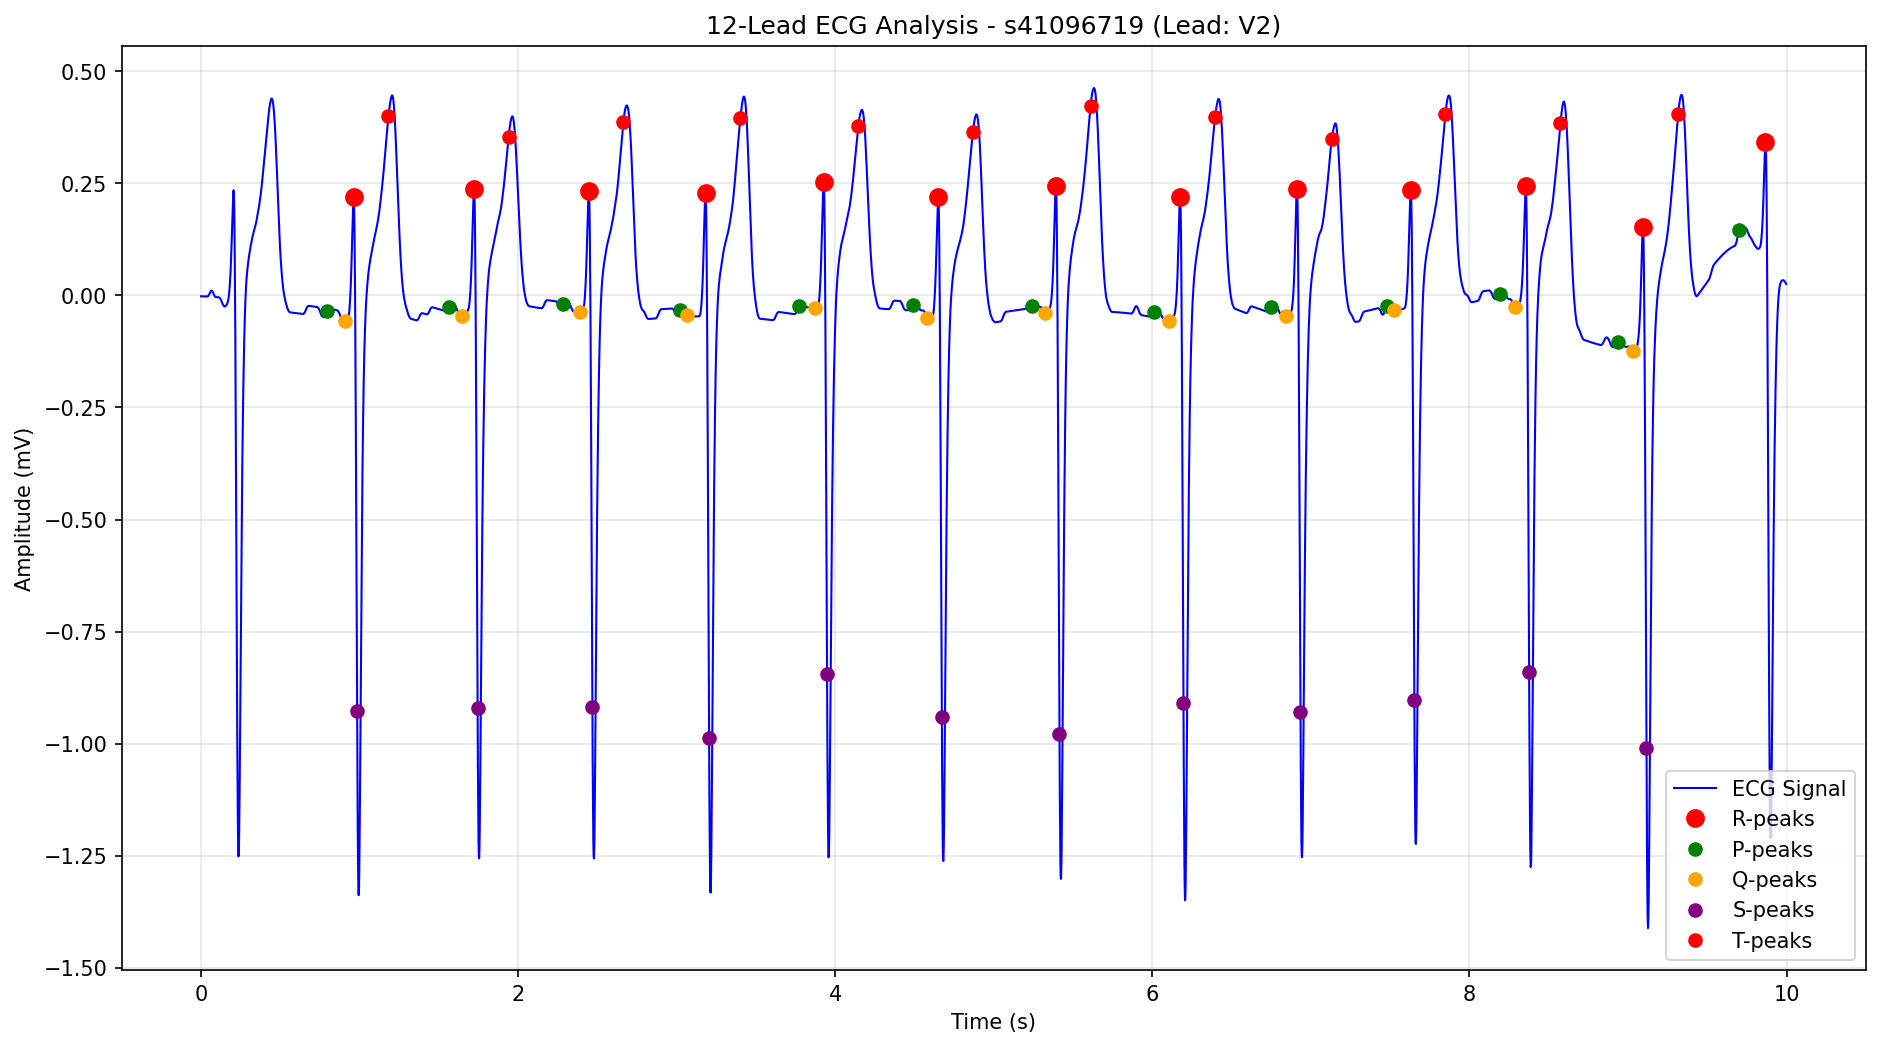 12-Lead ECG Analysis - s41096719 (Lead: V2)
Amplitude (mV)
0.50
0.25
0.00
−0.25
−0.50
−0.75
−1.00
−1.25
−1.50
ECG Signal
R-peaks
P-peaks
Q-peaks
S-peaks
T-peaks
0 2 4 6 8 10
Time (s)